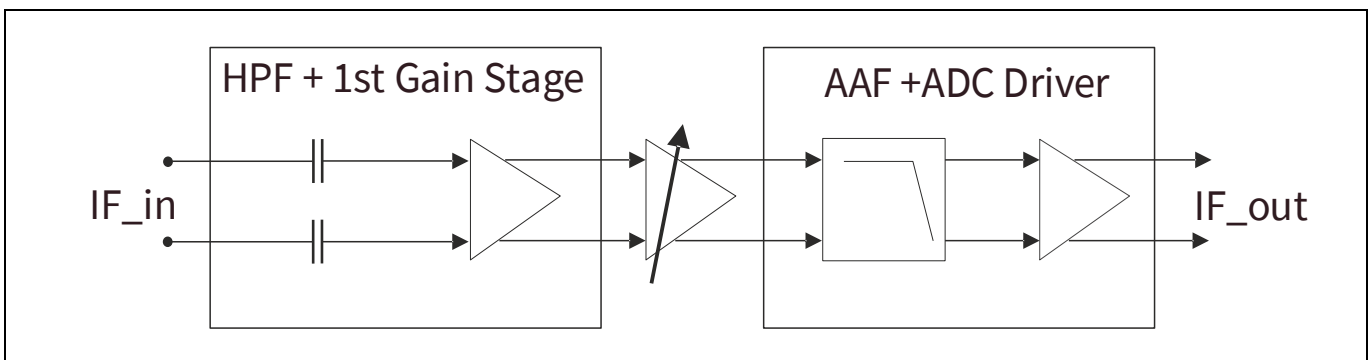 HPF + 1st Gain Stage
AAF +ADC Driver
IF_in
IF_out